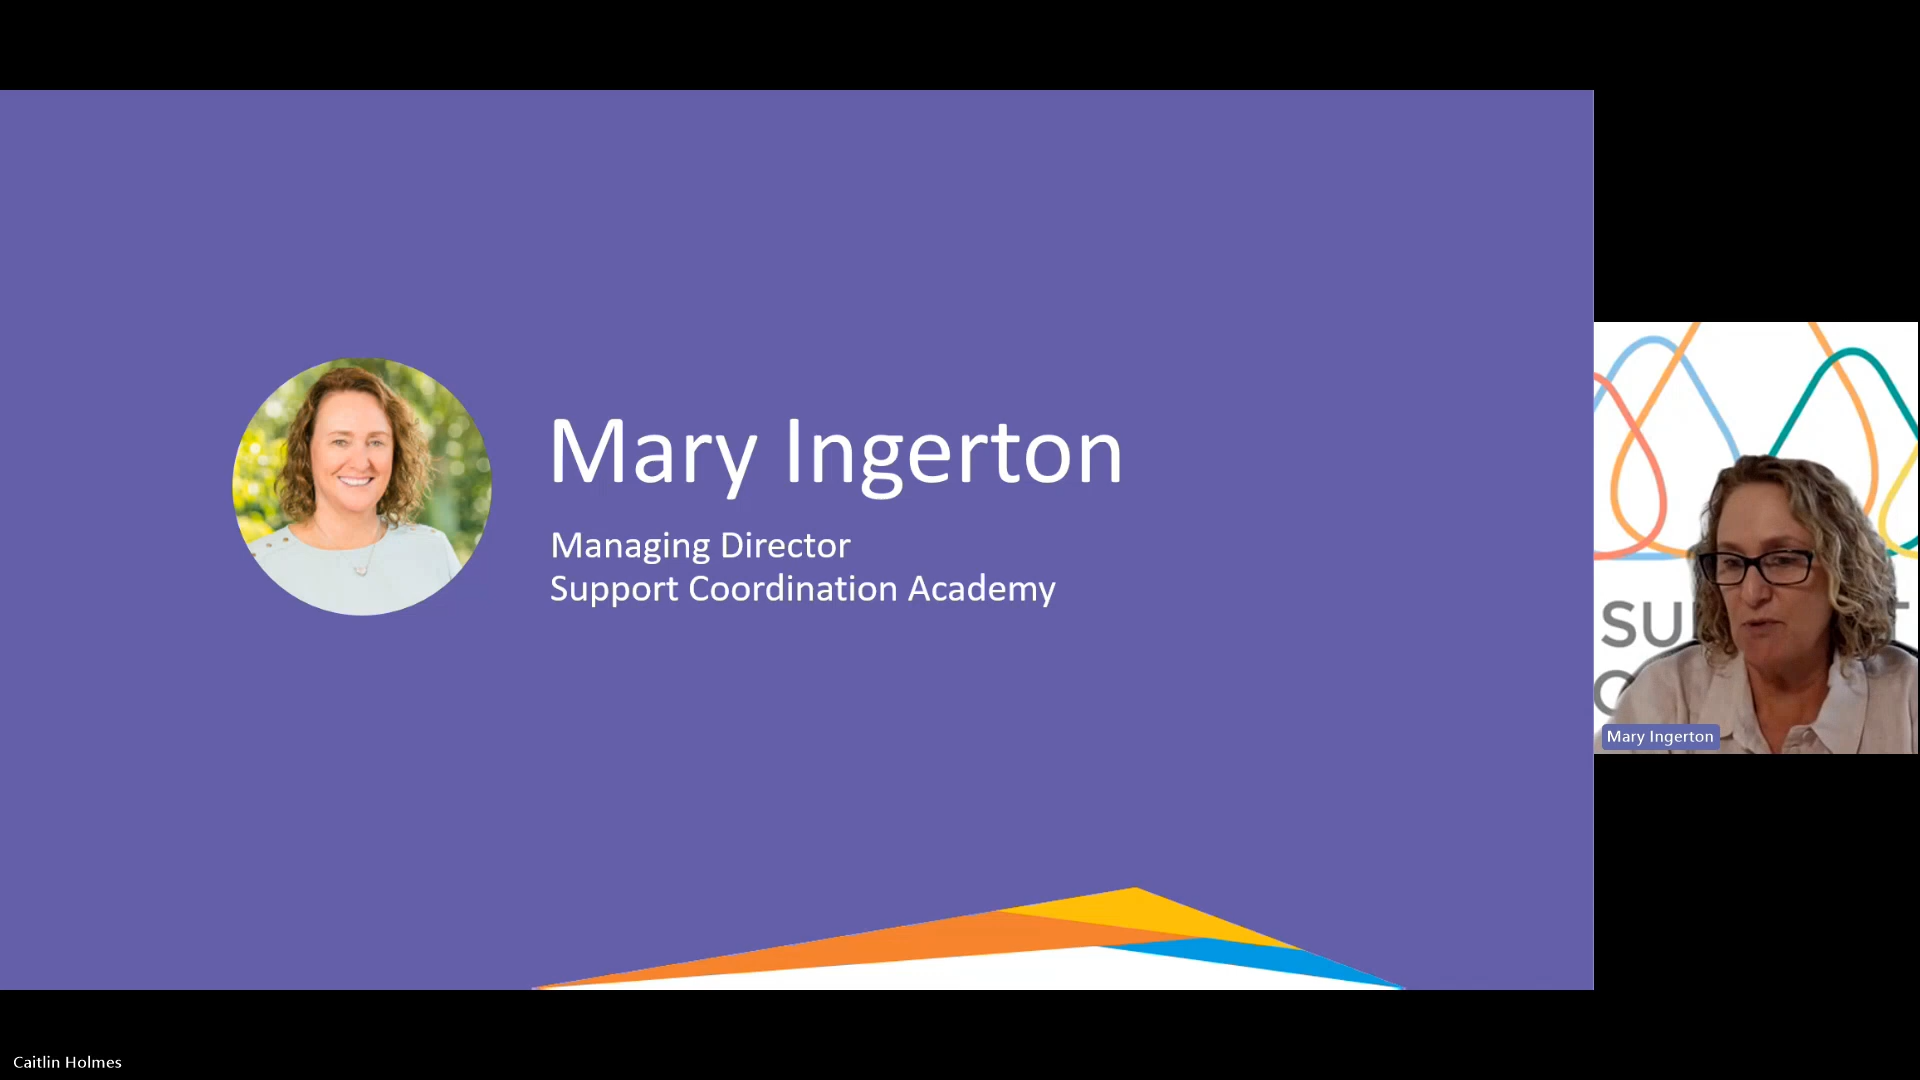 Mary Ingerton
Managing Director
Support Coordination Academy
SU
Mary Ingerton
Caitlin Holmes